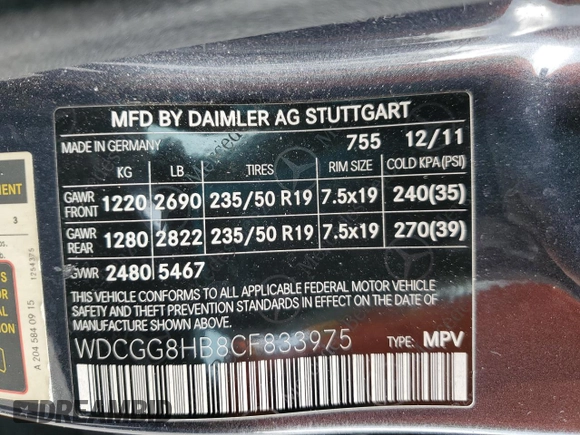 MFD BY DAIMLER AG STUTTGART
MADE IN GERMANY 755 12/11
KG LB TIRES RIM SIZE COLD KPA(PSI)
GAWR FRONT 1220 2690 235/50 R19 7.5x19 240(35)
GAWR REAR 1280 2822 235/50 R19 7.5x19 270(39)
GVWR 2480 5467
THIS VEHICLE CONFORMS TO ALL APPLICABLE FEDERAL MOTOR VEHICLE
SAFETY AND THEFT PREVENTION STANDARDS IN EFFECT ON THE DATE
OF MANUFACTURE SHOWN ABOVE.
WDCGG8HB8CF833975 TYPE: MPV
3
A 204 584 09 15
DREAMBID